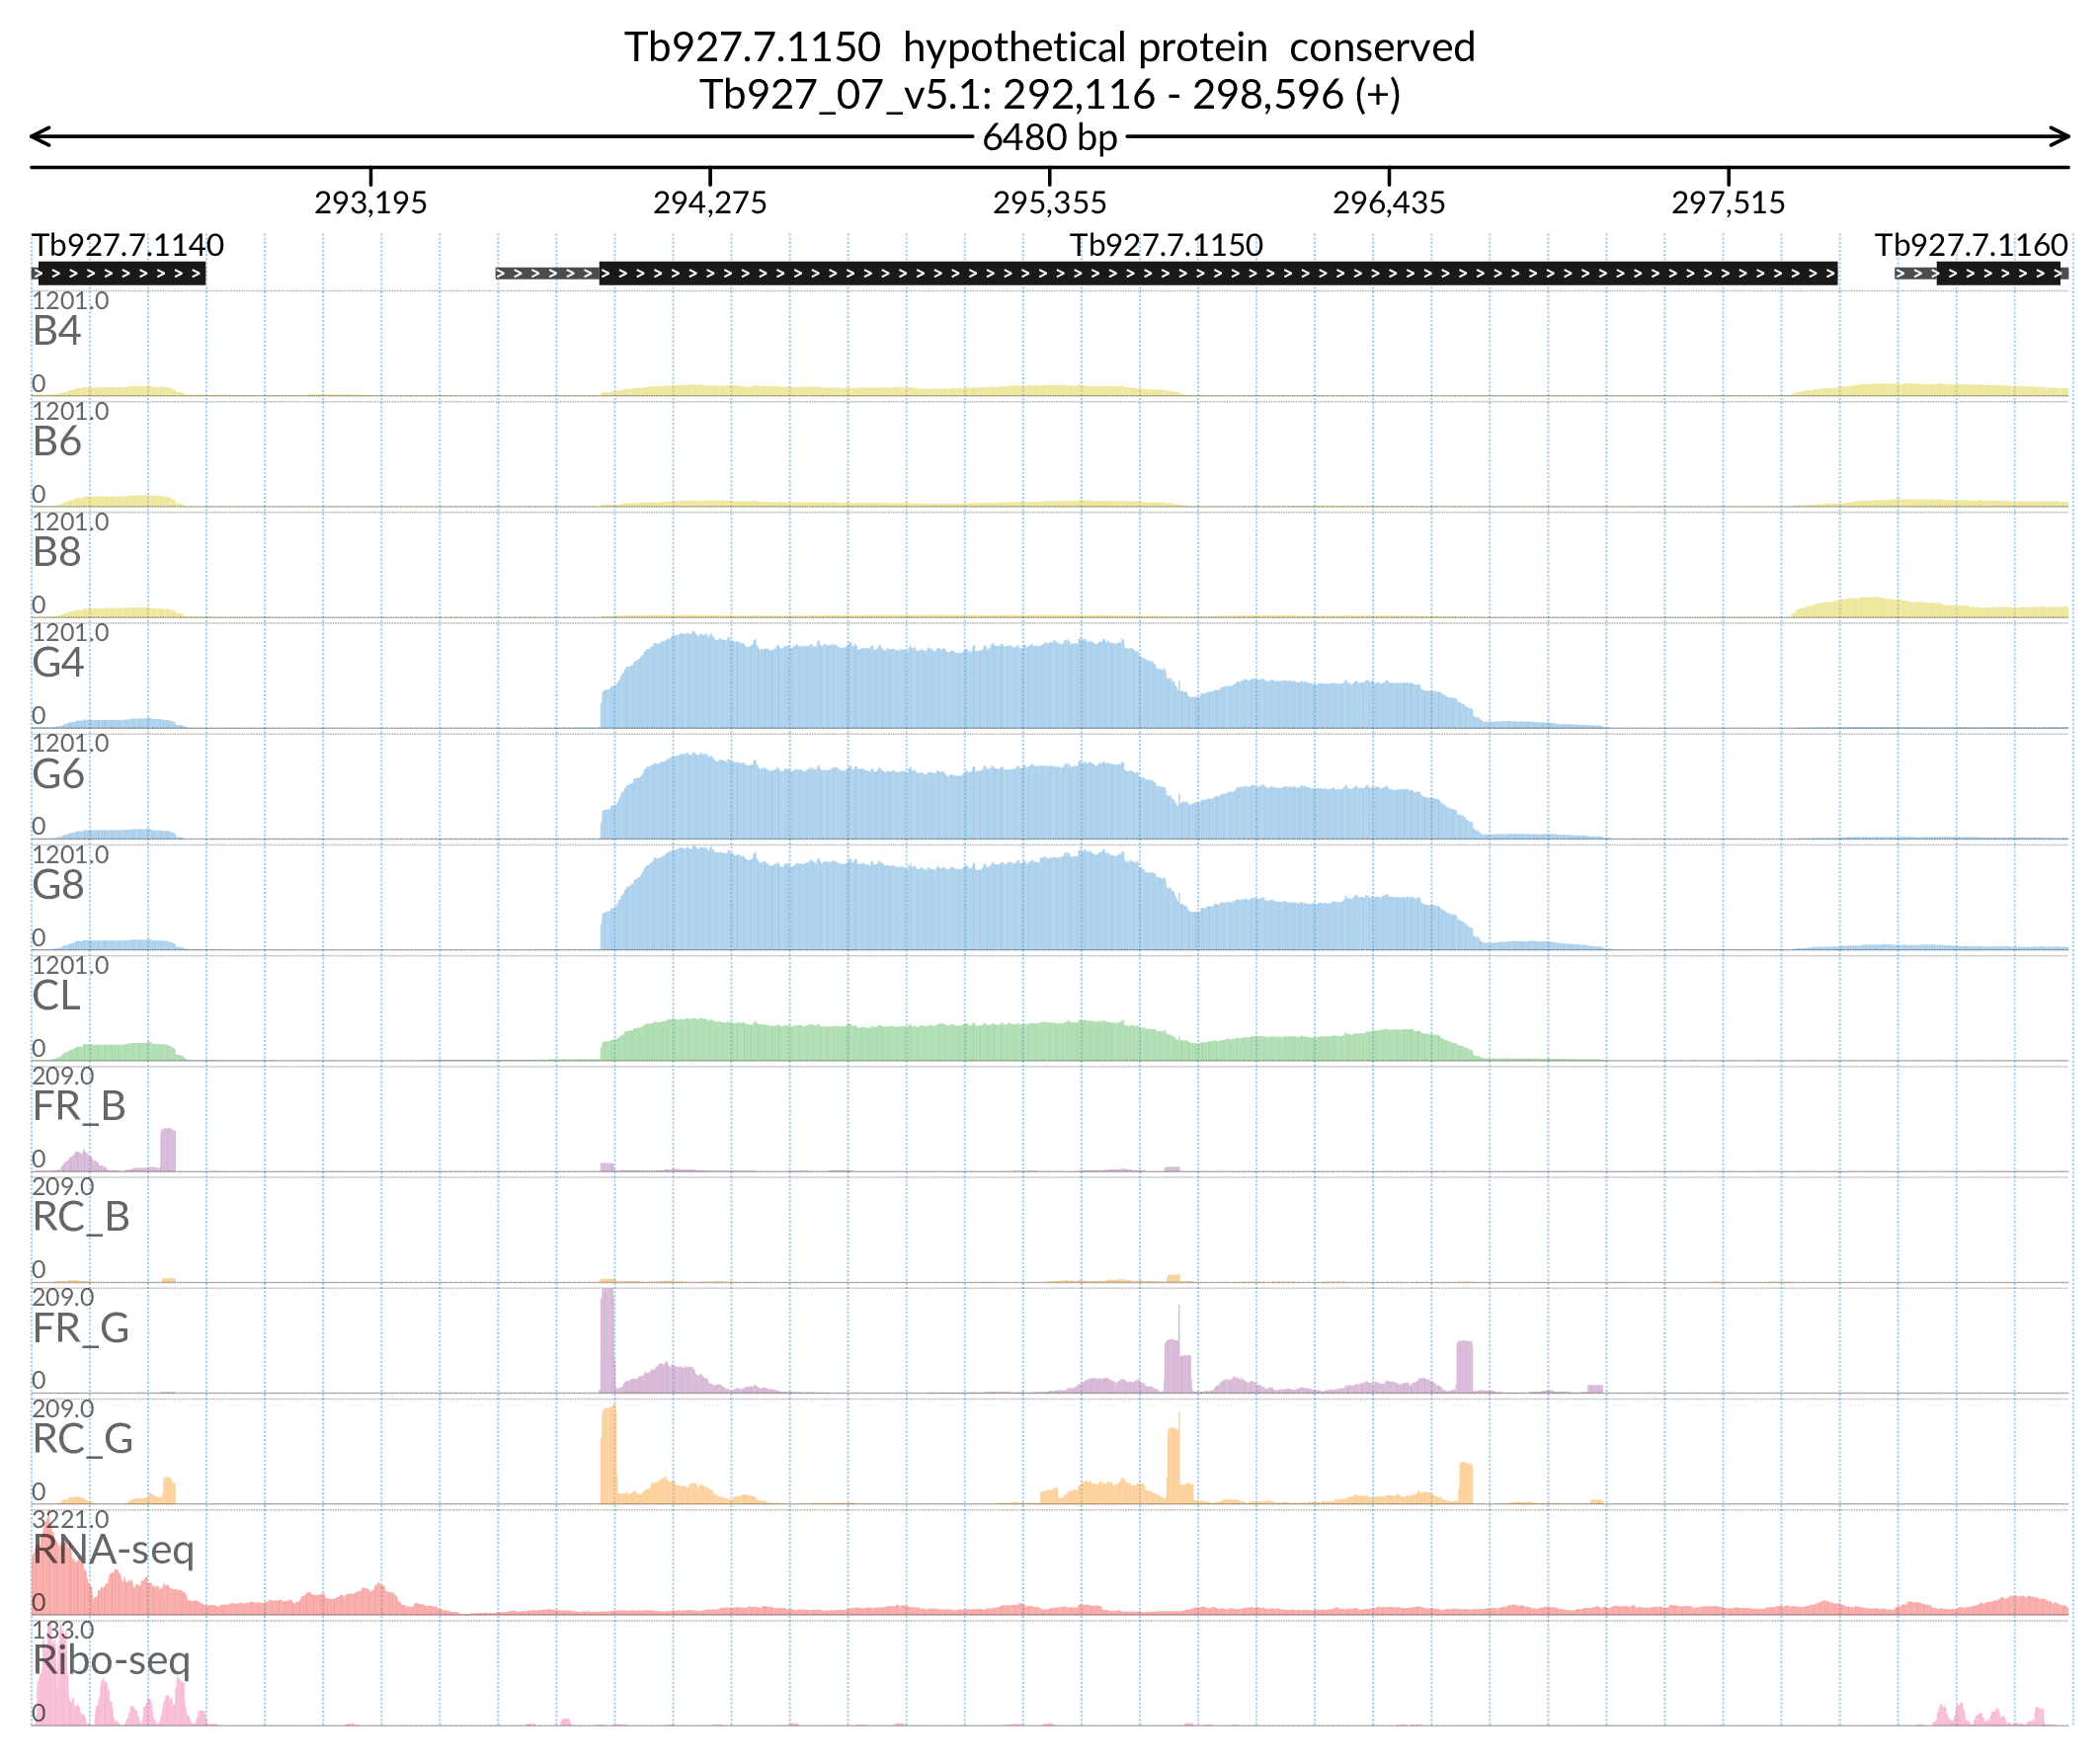 Tb927.7.1150  hypothetical protein  conserved
Tb927_07_v5.1: 292,116 - 298,596 (+)
6480 bp
293,195 294,275 295,355 296,435 297,515
Tb927.7.1140 Tb927.7.1150 Tb927.7.1160
1201.0
B4
0
1201.0
B6
0
1201.0
B8
0
1201.0
G4
0
1201.0
G6
0
1201.0
G8
0
1201.0
CL
0
209.0
FR_B
0
209.0
RC_B
0
209.0
FR_G
0
209.0
RC_G
0
3221.0
RNA-seq
0
133.0
Ribo-seq
0